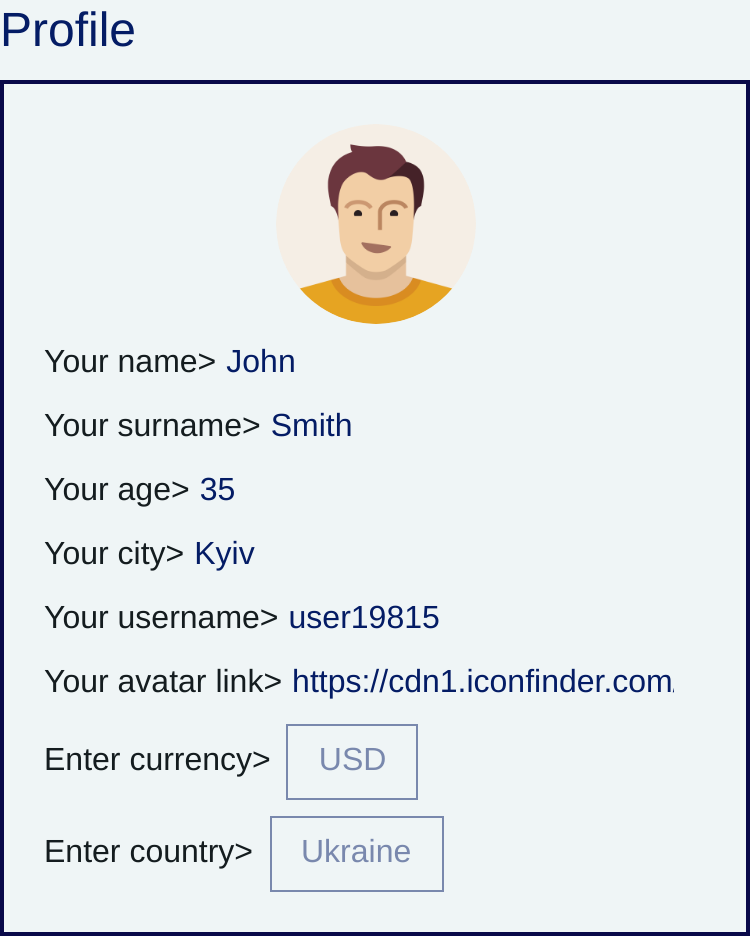 Profile
Your name> John
Your surname> Smith
Your age> 35
Your city> Kyiv
Your username> user19815
Your avatar link> https://cdn1.iconfinder.com
Enter currency> USD
Enter country> Ukraine